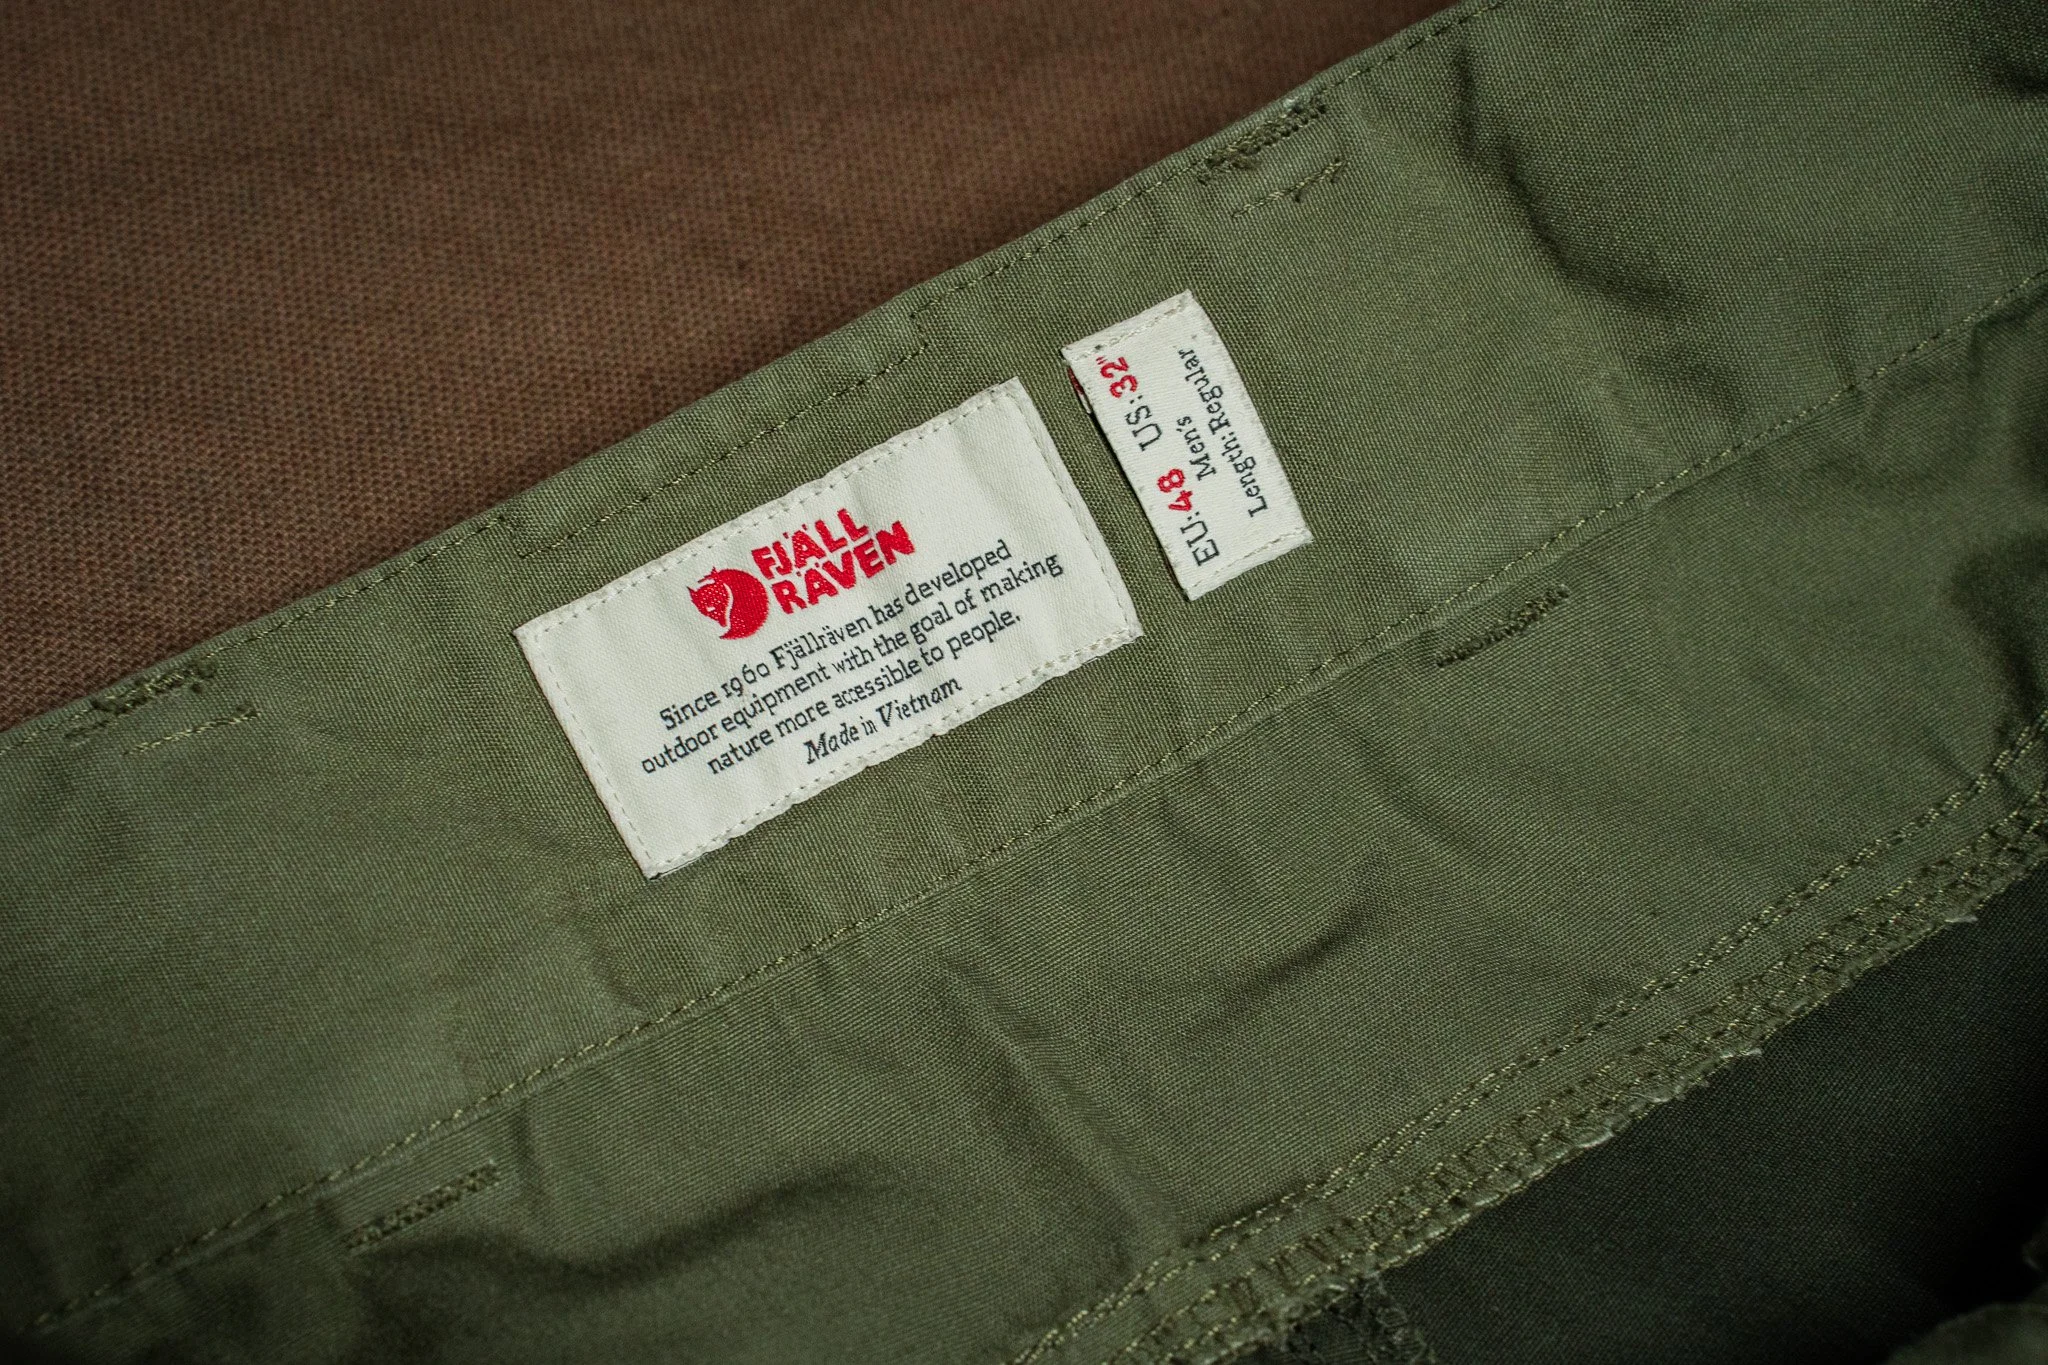 FJÄLL
RÄVEN
Since 1960 Fjällräven has developed
outdoor equipment with the goal of making
nature more accessible to people.
Made in Vietnam
EU:48 US:32"
Men's
Length: Regular